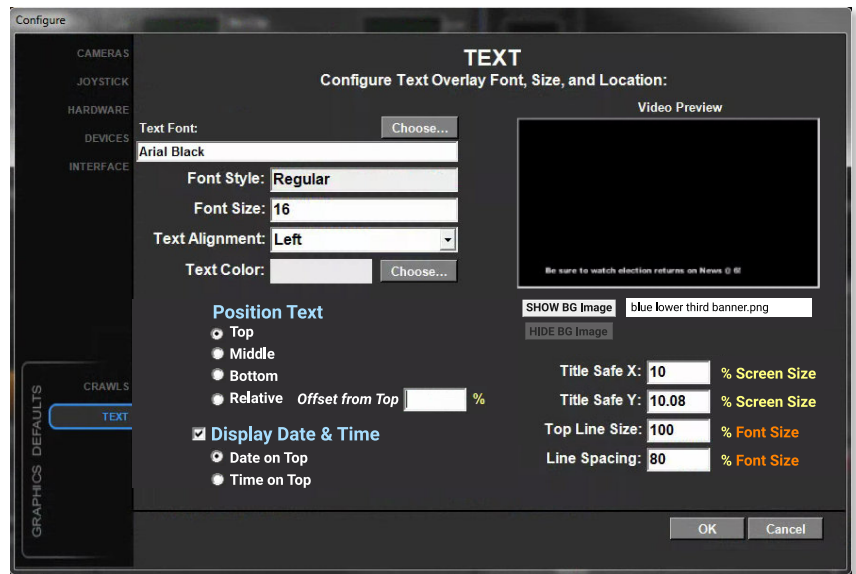 Configure
CAMERAS
JOYSTICK
HARDWARE
DEVICES
INTERFACE
GRAPHICS DEFAULTS
CRAWLS
TEXT
TEXT
Configure Text Overlay Font, Size, and Location:
Text Font:
Choose...
Arial Black
Font Style: Regular
Font Size: 16
Text Alignment: Left
Text Color:
Choose...
Position Text
Top
Middle
Bottom
Relative Offset from Top %
Display Date & Time
Date on Top
Time on Top
Video Preview
Be sure to watch election returns on News @ 6!
SHOW BG Image
blue lower third banner.png
HIDE BG Image
Title Safe X: 10 % Screen Size
Title Safe Y: 10.08 % Screen Size
Top Line Size: 100 % Font Size
Line Spacing: 80 % Font Size
OK
Cancel